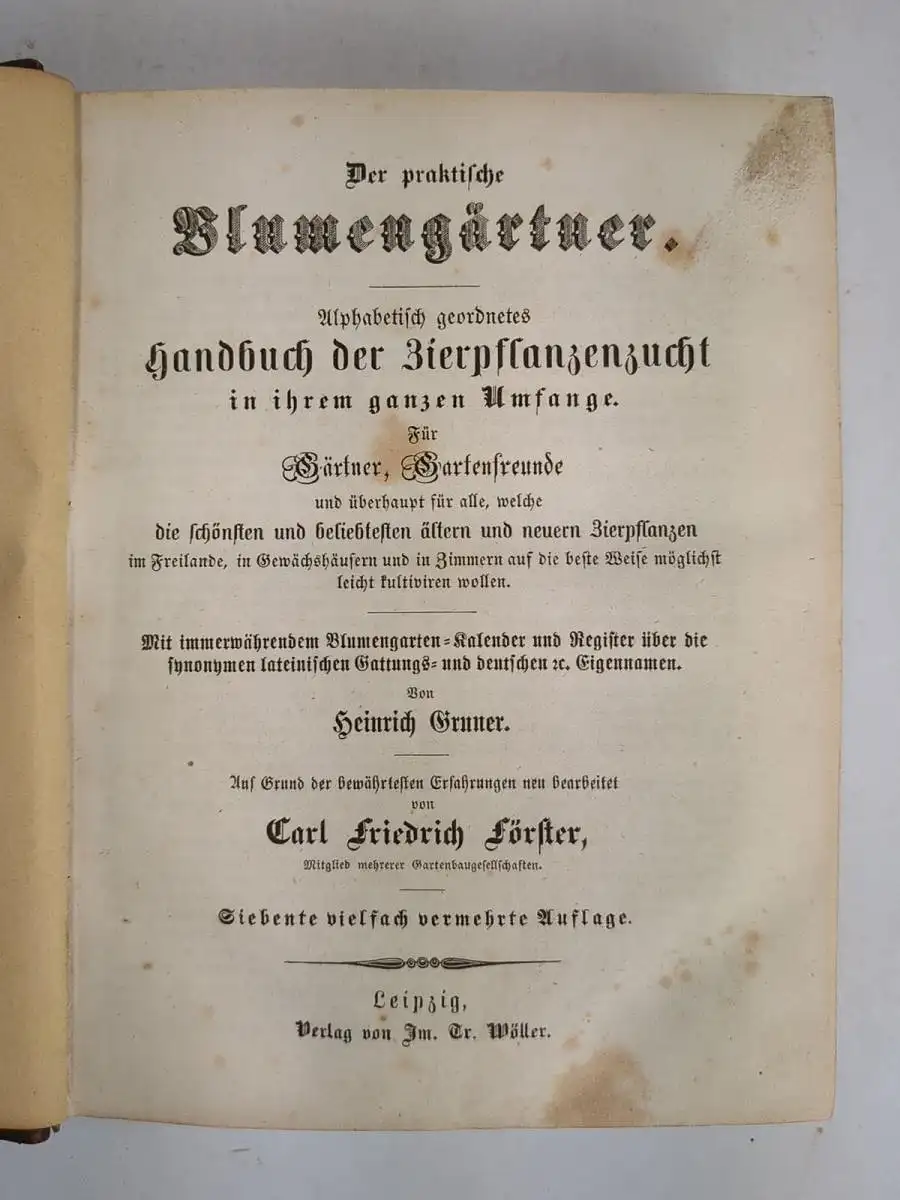 Der praktische
Blumengärtner.
Alphabetisch geordnetes
Handbuch der Zierpflanzenzucht
in ihrem ganzen Umfange.
Für
Gärtner, Gartenfreunde
und überhaupt für alle, welche
die schönsten und beliebtesten ältern und neuern Zierpflanzen
im Freilande, in Gewächshäusern und in Zimmern auf die beste Weise möglichst
leicht kultiviren wollen.
Mit immerwährendem Blumengarten-Kalender und Register über die
synonymen lateinischen Gattungs- und deutschen ꝛc. Eigennamen.
Von
Heinrich Gruner.
Auf Grund der bewährtesten Erfahrungen neu bearbeitet
von
Carl Friedrich Förster,
Mitglied mehrerer Gartenbaugesellschaften.
Siebente vielfach vermehrte Auflage.
Leipzig,
Verlag von Im. Tr. Wöller.